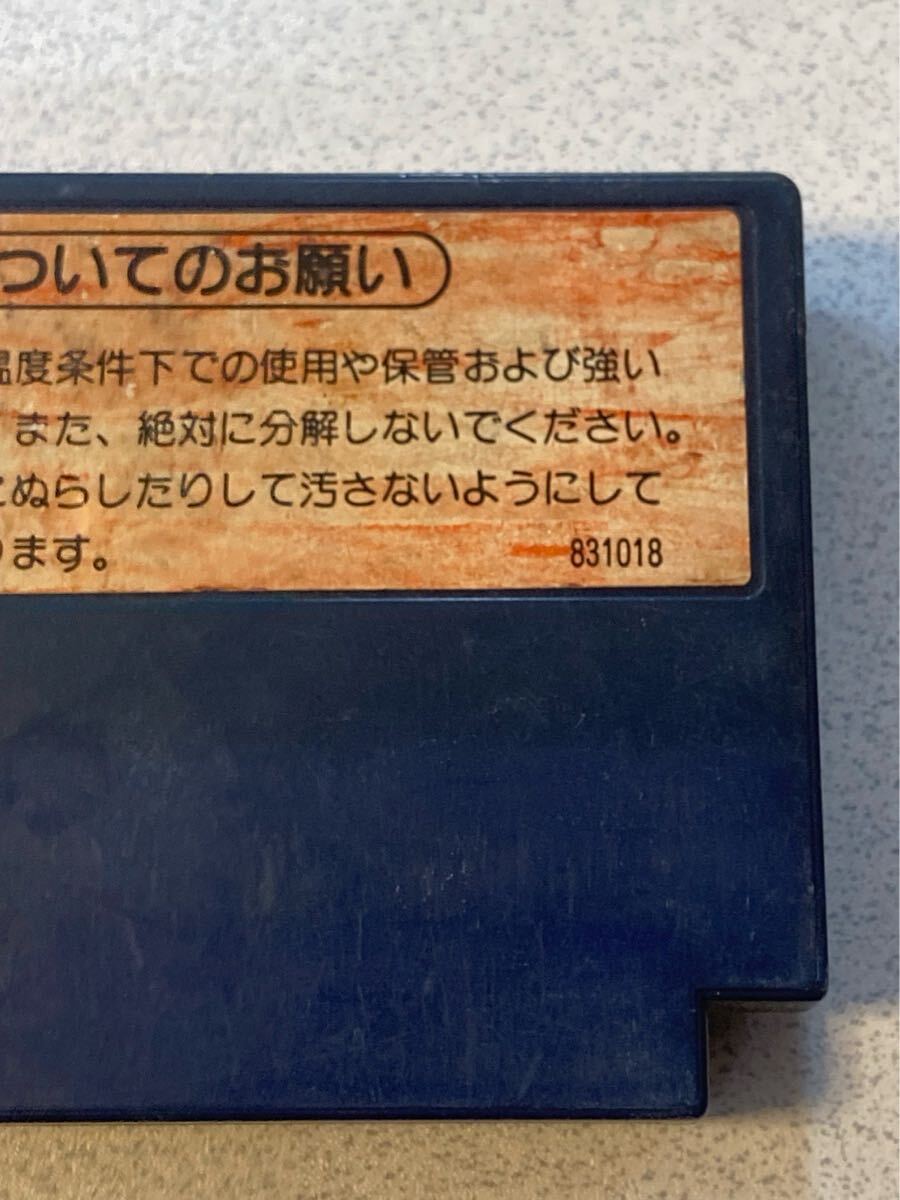 ついてのお願い
温度条件下での使用や保管および強い
また、絶対に分解しないでください。
ぬらしたりして汚さないようにして
ります。
831018